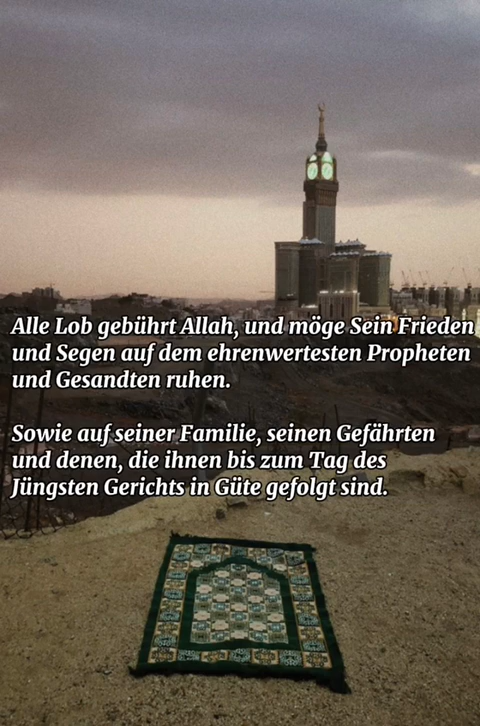 Alle Lob gebührt Allah, und möge Sein Frieden
und Segen auf dem ehrenwertesten Propheten
und Gesandten ruhen.
Sowie auf seiner Familie, seinen Gefährten
und denen, die ihnen bis zum Tag des
Jüngsten Gerichts in Güte gefolgt sind.